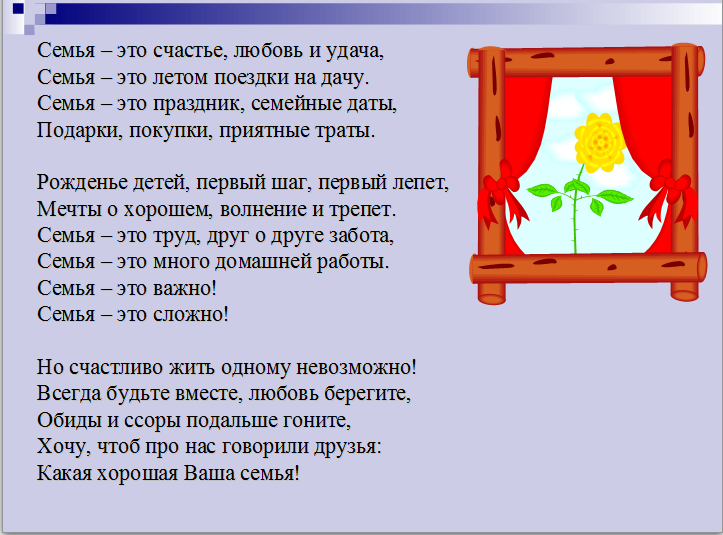 Семья – это счастье, любовь и удача,
Семья – это летом поездки на дачу.
Семья – это праздник, семейные даты,
Подарки, покупки, приятные траты.
Рожденье детей, первый шаг, первый лепет,
Мечты о хорошем, волнение и трепет.
Семья – это труд, друг о друге забота,
Семья – это много домашней работы.
Семья – это важно!
Семья – это сложно!
Но счастливо жить одному невозможно!
Всегда будьте вместе, любовь берегите,
Обиды и ссоры подальше гоните,
Хочу, чтоб про нас говорили друзья:
Какая хорошая Ваша семья!